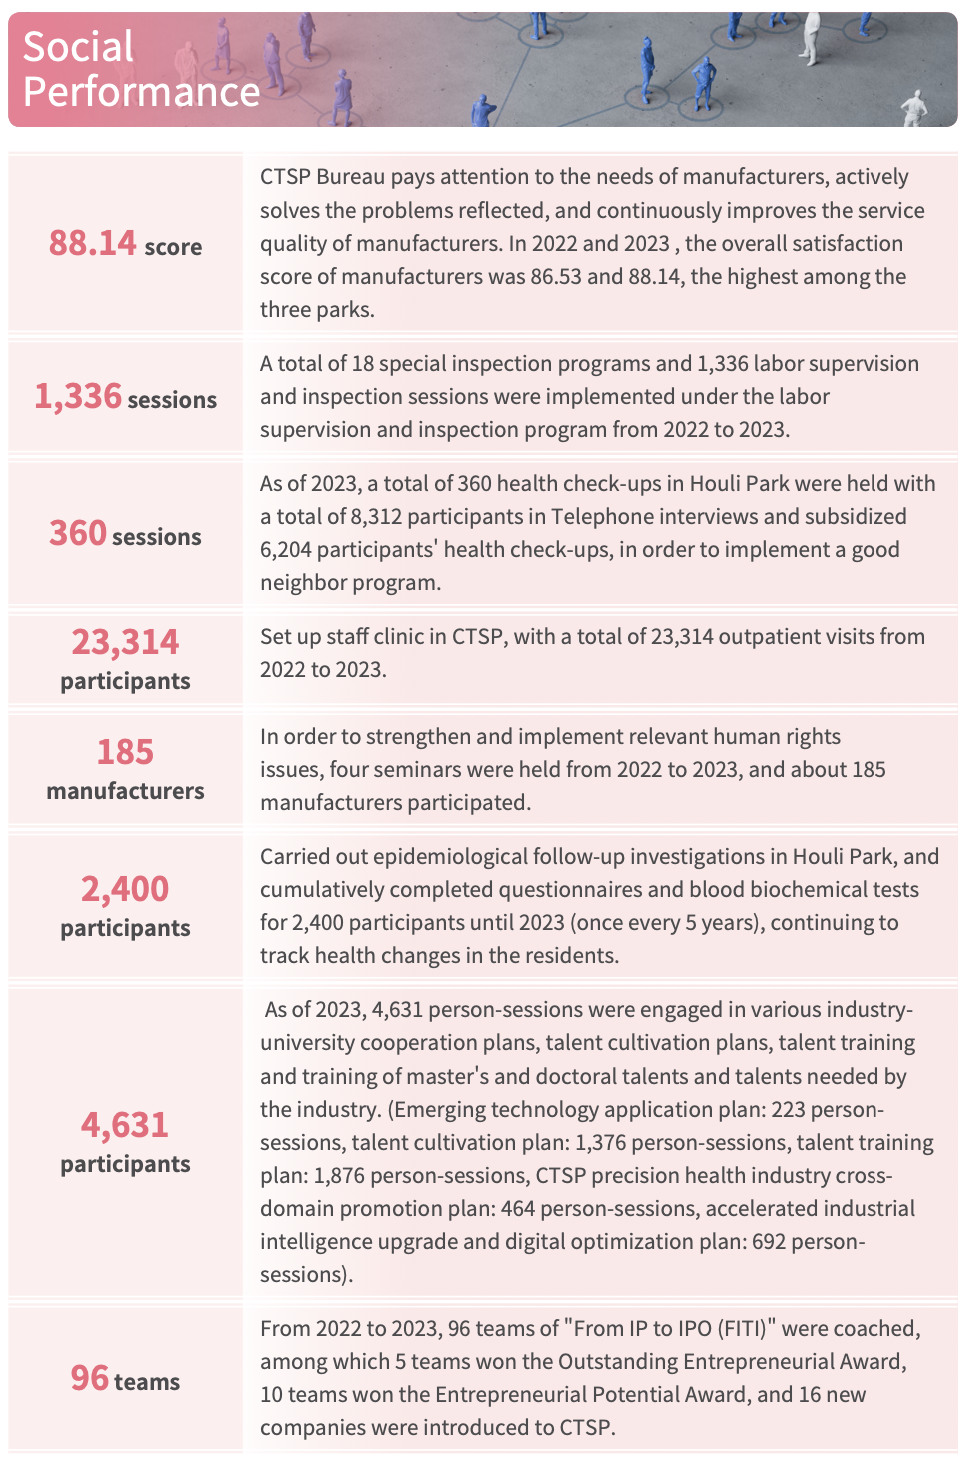 Social
Performance
88.14 score
CTSP Bureau pays attention to the needs of manufacturers, actively
solves the problems reflected, and continuously improves the service
quality of manufacturers. In 2022 and 2023 , the overall satisfaction
score of manufacturers was 86.53 and 88.14, the highest among the
three parks.
1,336 sessions
A total of 18 special inspection programs and 1,336 labor supervision
and inspection sessions were implemented under the labor
supervision and inspection program from 2022 to 2023.
360 sessions
As of 2023, a total of 360 health check-ups in Houli Park were held with
a total of 8,312 participants in Telephone interviews and subsidized
6,204 participants' health check-ups, in order to implement a good
neighbor program.
23,314
participants
Set up staff clinic in CTSP, with a total of 23,314 outpatient visits from
2022 to 2023.
185
manufacturers
In order to strengthen and implement relevant human rights
issues, four seminars were held from 2022 to 2023, and about 185
manufacturers participated.
2,400
participants
Carried out epidemiological follow-up investigations in Houli Park, and
cumulatively completed questionnaires and blood biochemical tests
for 2,400 participants until 2023 (once every 5 years), continuing to
track health changes in the residents.
4,631
participants
As of 2023, 4,631 person-sessions were engaged in various industry-
university cooperation plans, talent cultivation plans, talent training
and training of master's and doctoral talents and talents needed by
the industry. (Emerging technology application plan: 223 person-
sessions, talent cultivation plan: 1,376 person-sessions, talent training
plan: 1,876 person-sessions, CTSP precision health industry cross-
domain promotion plan: 464 person-sessions, accelerated industrial
intelligence upgrade and digital optimization plan: 692 person-
sessions).
96 teams
From 2022 to 2023, 96 teams of "From IP to IPO (FITI)" were coached,
among which 5 teams won the Outstanding Entrepreneurial Award,
10 teams won the Entrepreneurial Potential Award, and 16 new
companies were introduced to CTSP.